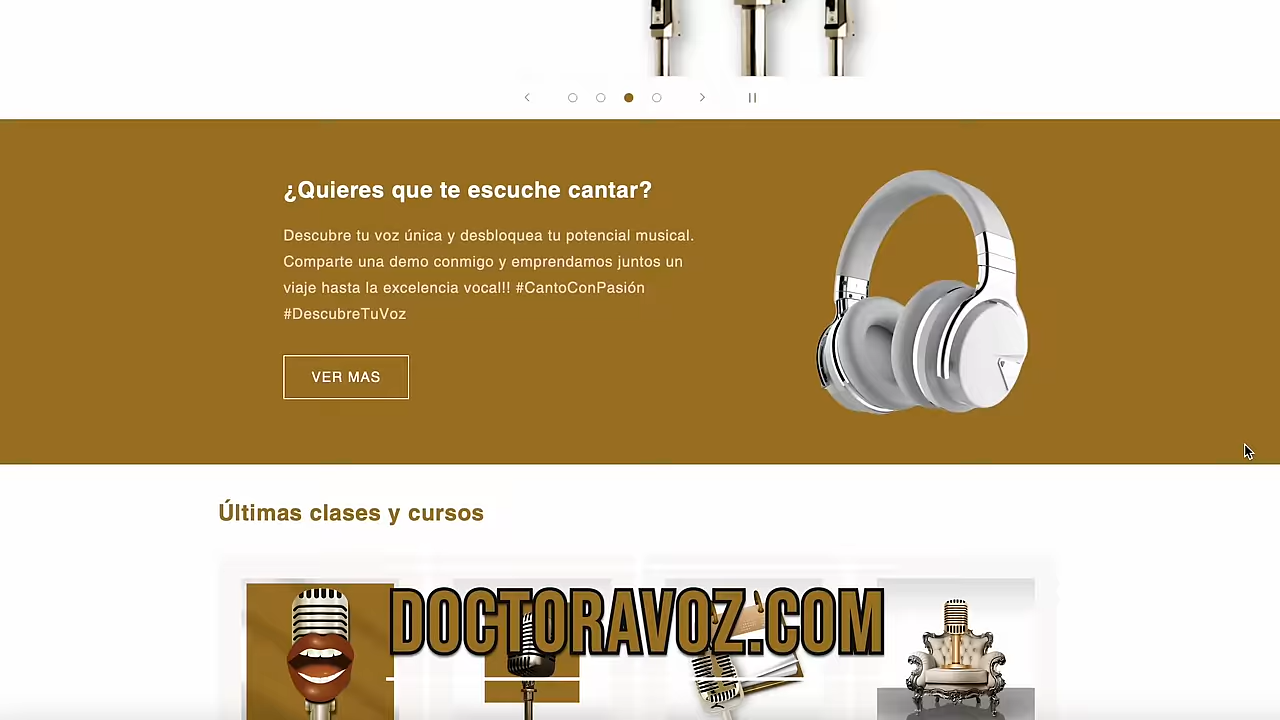 ¿Quieres que te escuche cantar?
Descubre tu voz única y desbloquea tu potencial musical.
Comparte una demo conmigo y emprendamos juntos un
viaje hasta la excelencia vocal!! #CantoConPasión
#DescubreTuVoz
VER MAS
Últimas clases y cursos
DOCTORAVOZ.COM